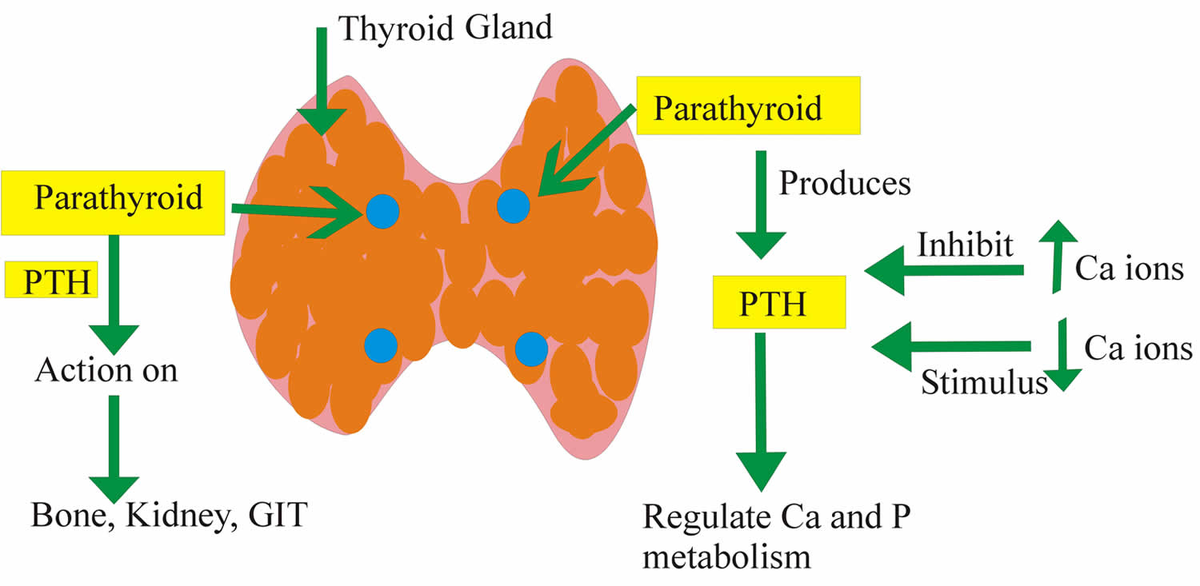 Thyroid Gland
Parathyroid
Produces
Parathyroid
PTH
Action on
Bone, Kidney, GIT
Inhibit
Ca ions
PTH
Ca ions
Stimulus
Regulate Ca and P
metabolism